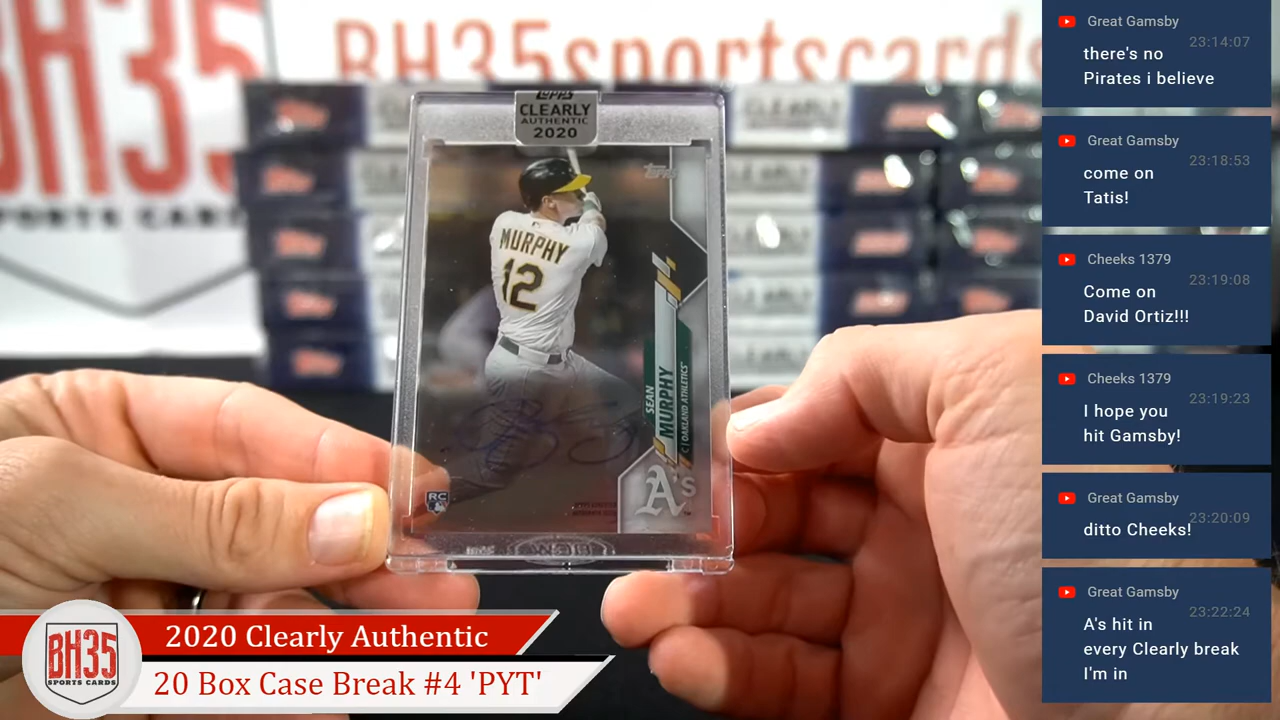 BH35sportscards
BH35
SPORTS CARDS
TOPPS
CLEARLY
AUTHENTIC
2020
Topps
MURPHY
12
SEAN
MURPHY
C | OAKLAND ATHLETICS
A's
RC
BH35
SPORTS CARDS
2020 Clearly Authentic
20 Box Case Break #4 'PYT'
Great Gamsby
23:14:07
there's no
Pirates i believe
Great Gamsby
23:18:53
come on
Tatis!
Cheeks 1379
23:19:08
Come on
David Ortiz!!!
Cheeks 1379
23:19:23
I hope you
hit Gamsby!
Great Gamsby
23:20:09
ditto Cheeks!
Great Gamsby
23:22:24
A's hit in
every Clearly break
I'm in